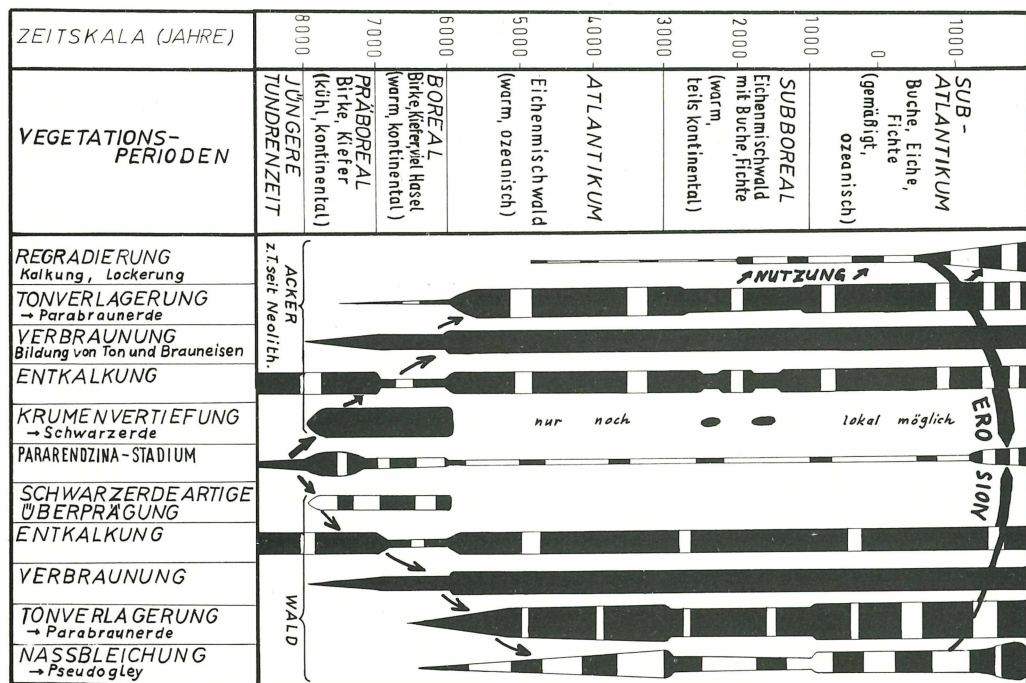 ZEITSKALA (JAHRE)
8000
7000
6000
5000
4000
3000
2000
1000
0
1000
VEGETATIONS-
PERIODEN
JÜNGERE
TUNDRENZEIT
PRÄBOREAL
Birke, Kiefer
(kühl, kontinental)
BOREAL
Birke,Kiefer,viel Hasel
(warm, kontinental)
ATLANTIKUM
Eichenmischwald
(warm, ozeanisch)
SUBBOREAL
Eichenmischwald
mit Buche,Fichte
(warm,
teils kontinental)
SUB-
ATLANTIKUM
Buche, Eiche,
Fichte
(gemäßigt,
ozeanisch)
REGRADIERUNG
Kalkung, Lockerung
TONVERLAGERUNG
→ Parabraunerde
VERBRAUNUNG
Bildung von Ton und Brauneisen
ENTKALKUNG
KRUMENVERTIEFUNG
→ Schwarzerde
PARARENDZINA-STADIUM
SCHWARZERDEARTIGE
ÜBERPRÄGUNG
ENTKALKUNG
VERBRAUNUNG
TONVERLAGERUNG
→ Parabraunerde
NASSBLEICHUNG
→ Pseudogley
ACKER
z.T. seit Neolith.
WALD
NUTZUNG
nur noch lokal möglich
EROSION